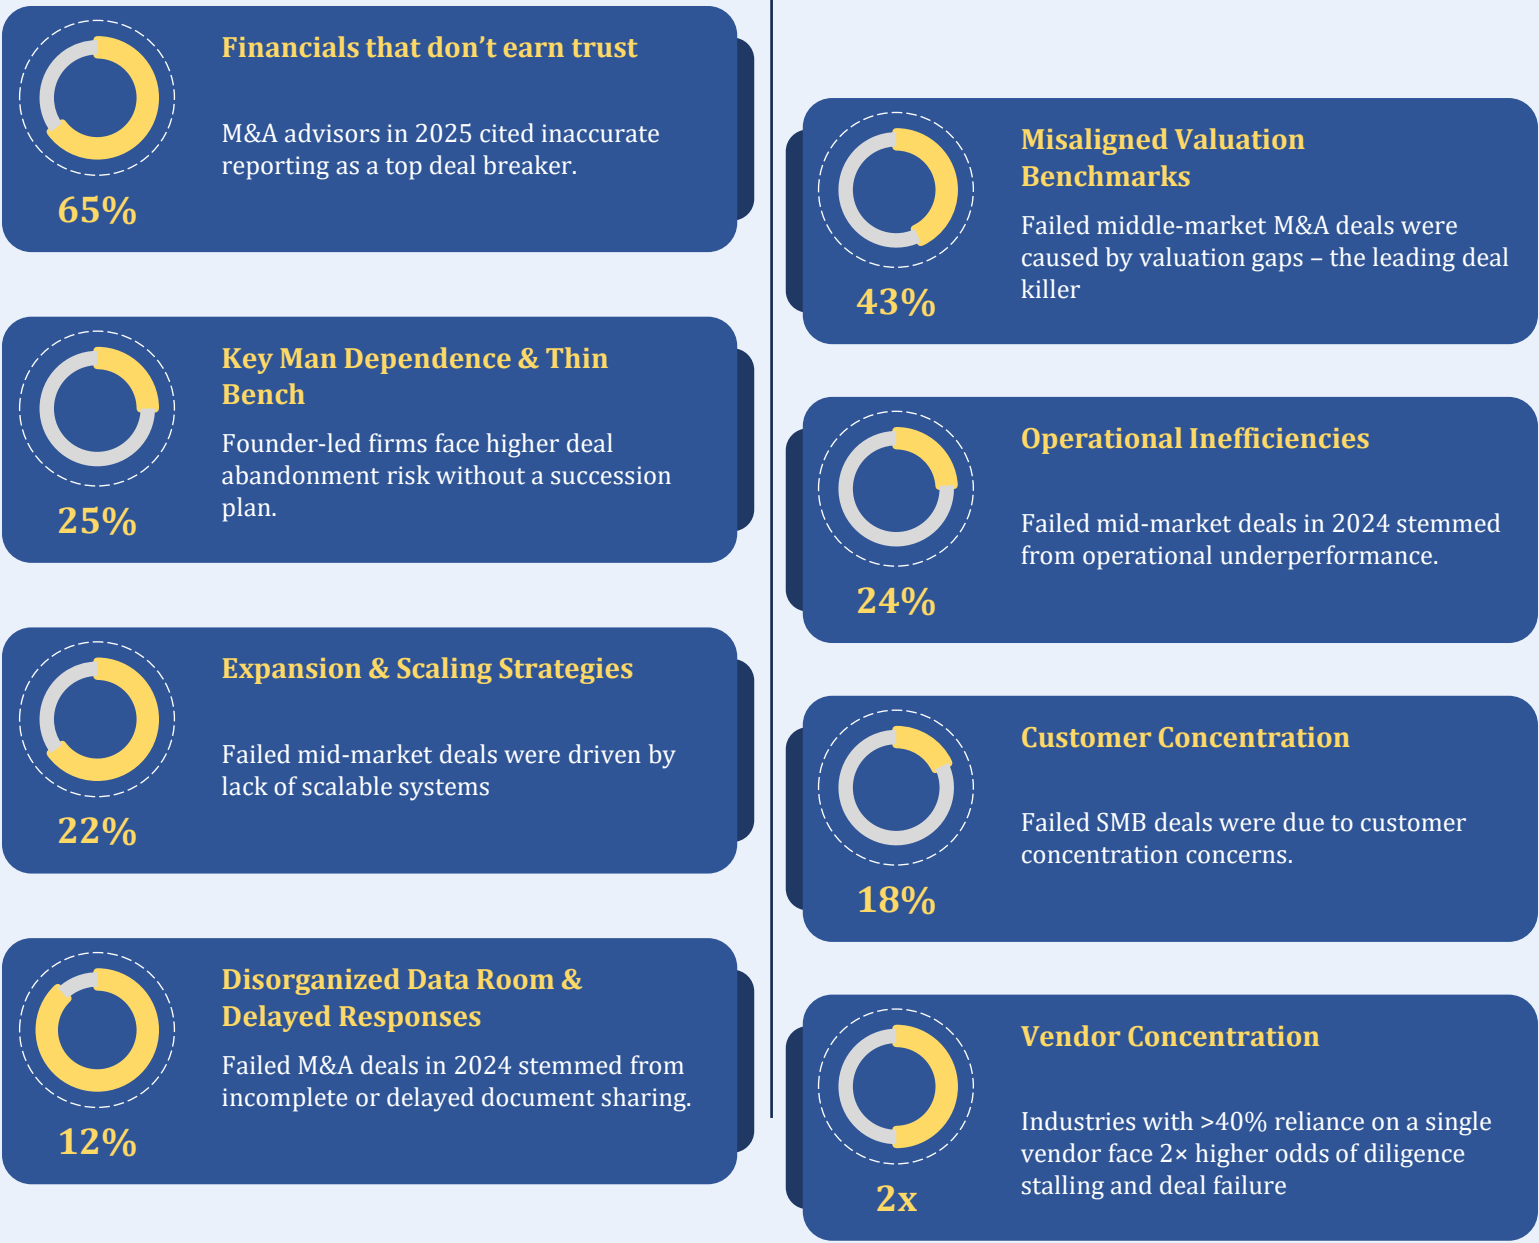 Financials that don’t earn trust
M&A advisors in 2025 cited inaccurate
reporting as a top deal breaker.
65%
Misaligned Valuation
Benchmarks
Failed middle-market M&A deals were
caused by valuation gaps – the leading deal
killer
43%
Key Man Dependence & Thin
Bench
Founder-led firms face higher deal
abandonment risk without a succession
plan.
25%
Operational Inefficiencies
Failed mid-market deals in 2024 stemmed
from operational underperformance.
24%
Expansion & Scaling Strategies
Failed mid-market deals were driven by
lack of scalable systems
22%
Customer Concentration
Failed SMB deals were due to customer
concentration concerns.
18%
Disorganized Data Room &
Delayed Responses
Failed M&A deals in 2024 stemmed from
incomplete or delayed document sharing.
12%
Vendor Concentration
Industries with >40% reliance on a single
vendor face 2× higher odds of diligence
stalling and deal failure
2x